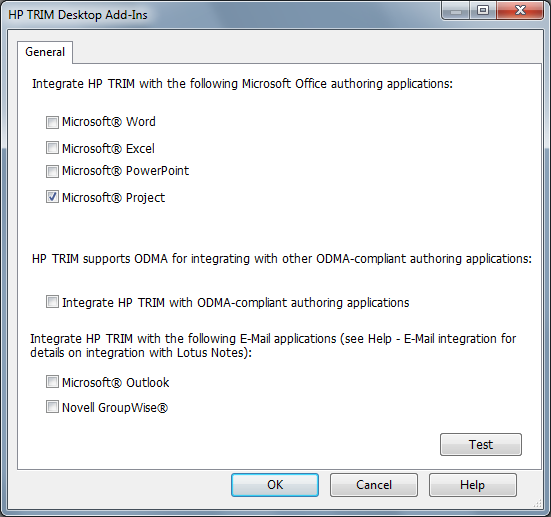 HP TRIM Desktop Add-Ins
General
Integrate HP TRIM with the following Microsoft Office authoring applications:
Microsoft® Word
Microsoft® Excel
Microsoft® PowerPoint
Microsoft® Project
HP TRIM supports ODMA for integrating with other ODMA-compliant authoring applications:
Integrate HP TRIM with ODMA-compliant authoring applications
Integrate HP TRIM with the following E-Mail applications (see Help - E-Mail integration for
details on integration with Lotus Notes):
Microsoft® Outlook
Novell GroupWise®
Test
OK
Cancel
Help